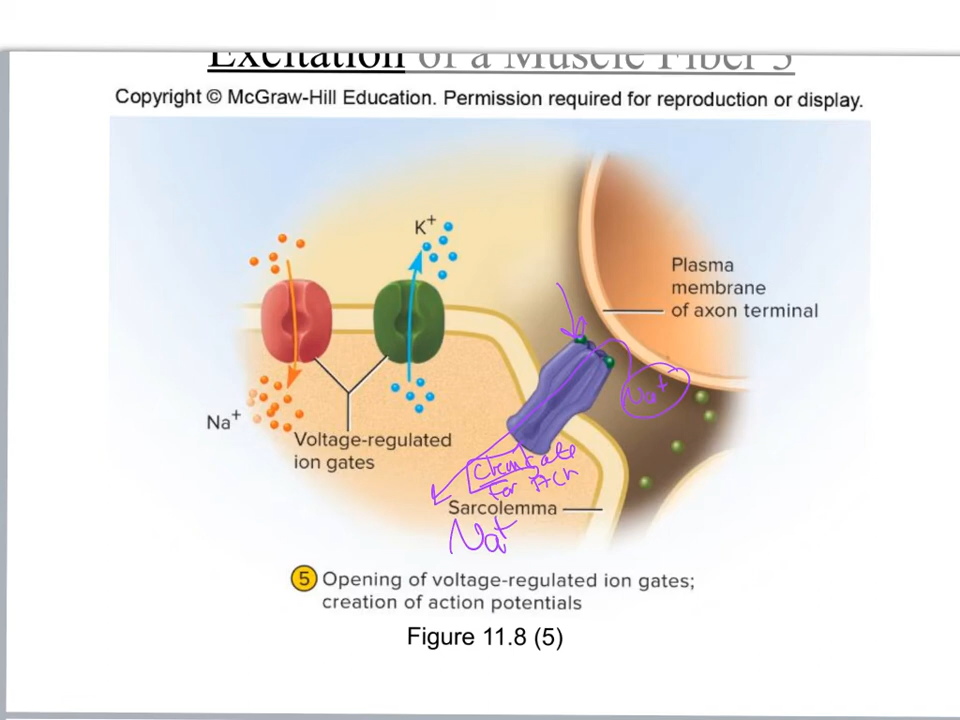 Excitation of a Muscle Fiber 5
Copyright © McGraw-Hill Education. Permission required for reproduction or display.
K+
Plasma
membrane
of axon terminal
Na+
Na+
Voltage-regulated
ion gates
Chem gate
for ACh
Sarcolemma
Na+
5 Opening of voltage-regulated ion gates;
creation of action potentials
Figure 11.8 (5)